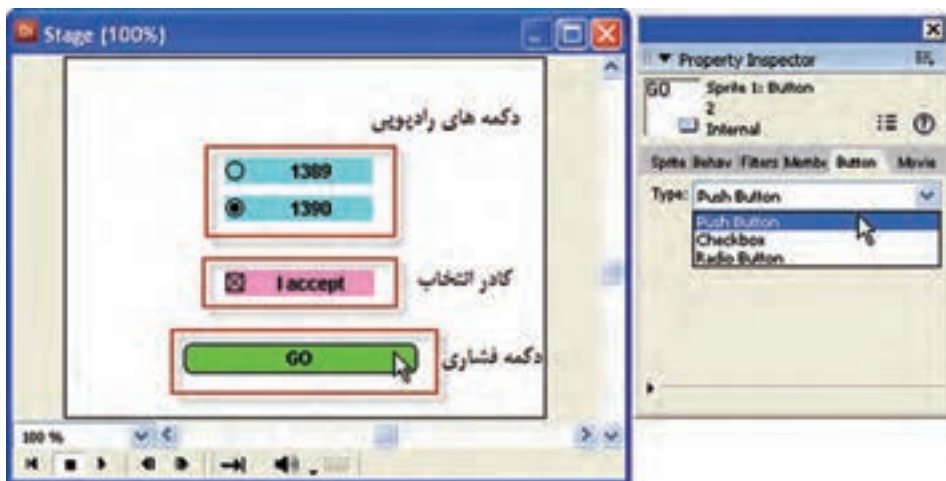 Stage (100%)
دکمه های رادیویی
1389
1390
I accept
کادر انتخاب
GO
دکمه فشاری
100 %
Property Inspector
GO
Sprite 1: Button
2
Internal
Sprite Behav Filters Membe Button Movie
Type: Push Button
Push Button
Checkbox
Radio Button